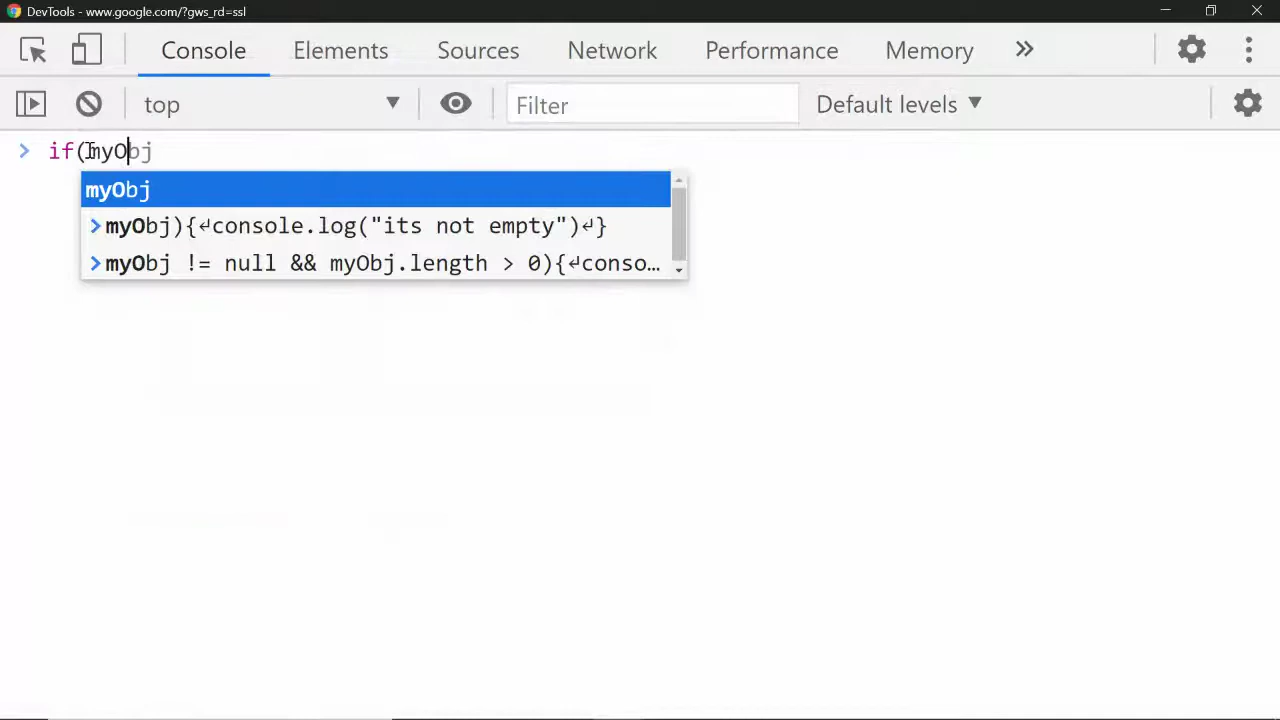 DevTools - www.google.com/?gws_rd=ssl
Console Elements Sources Network Performance Memory »
top Filter Default levels
> if(myObj
myObj
>myObj){↵console.log("its not empty")↵}
>myObj != null && myObj.length > 0){↵conso…